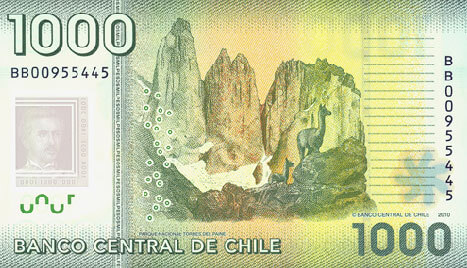 1000
BB00955445
BB00955445
PARQUE NACIONAL TORRES DEL PAINE
© BANCO CENTRAL DE CHILE 2010
BANCO CENTRAL DE CHILE
1000